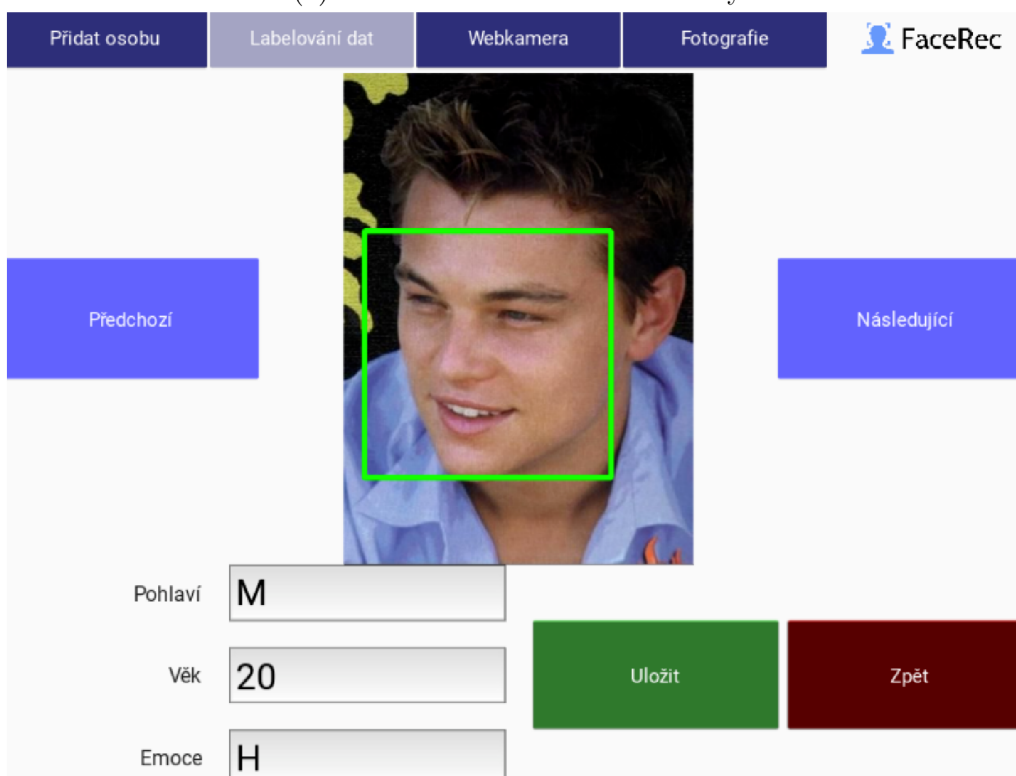 Přidat osobu Labelování dat Webkamera Fotografie FaceRec
Předchozí Následující
Pohlaví M
Věk 20 Uložit Zpět
Emoce H